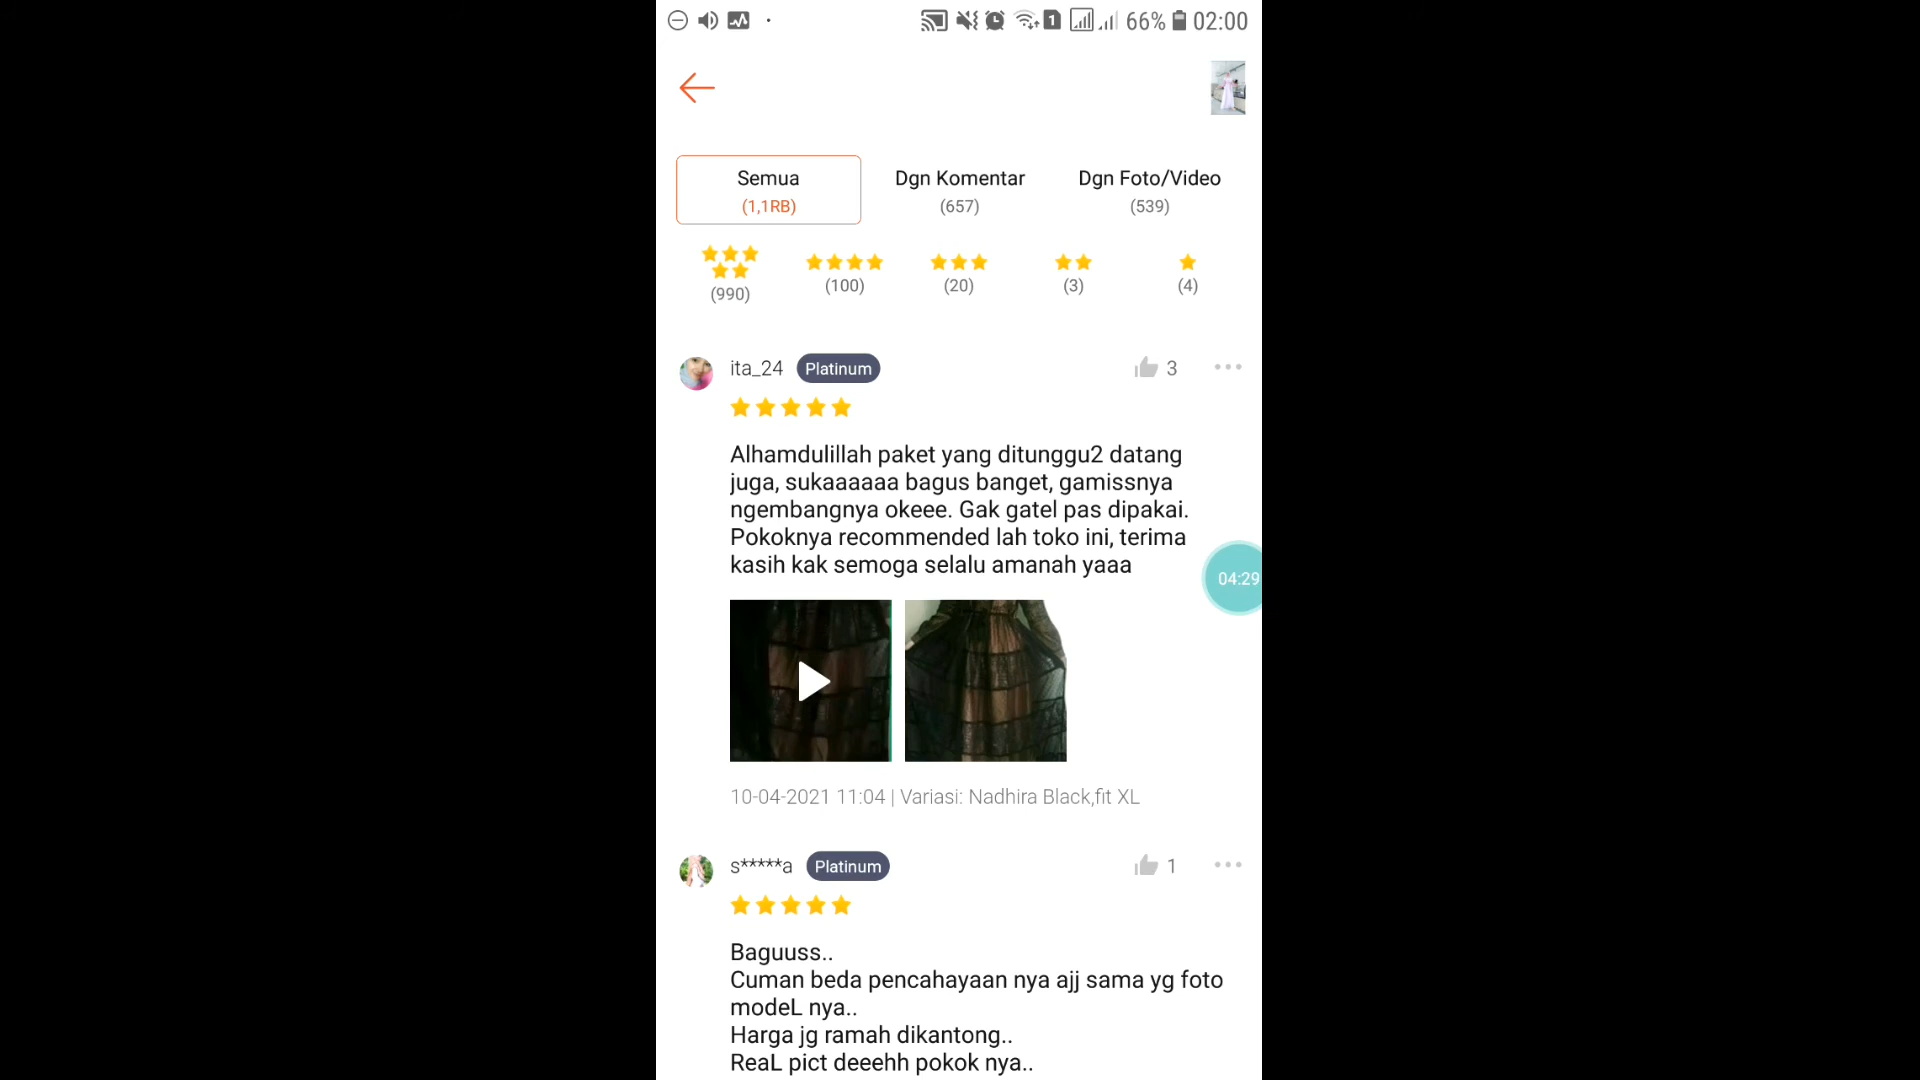 1 66% 02:00
Semua
(1,1RB)
Dgn Komentar
(657)
Dgn Foto/Video
(539)
(990)
(100)
(20)
(3)
(4)
ita_24 Platinum 3
Alhamdulillah paket yang ditunggu2 datang
juga, sukaaaaaa bagus banget, gamissnya
ngembangnya okeee. Gak gatel pas dipakai.
Pokoknya recommended lah toko ini, terima
kasih kak semoga selalu amanah yaaa
04:29
10-04-2021 11:04 | Variasi: Nadhira Black,fit XL
s*****a Platinum 1
Baguuss..
Cuman beda pencahayaan nya ajj sama yg foto
modeL nya..
Harga jg ramah dikantong..
ReaL pict deeehh pokok nya..